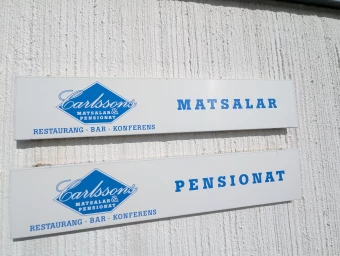 Carlssons
MATSALAR &
PENSIONAT
RESTAURANG - BAR - KONFERENS
MATSALAR
Carlssons
MATSALAR &
PENSIONAT
RESTAURANG - BAR - KONFERENS
PENSIONAT